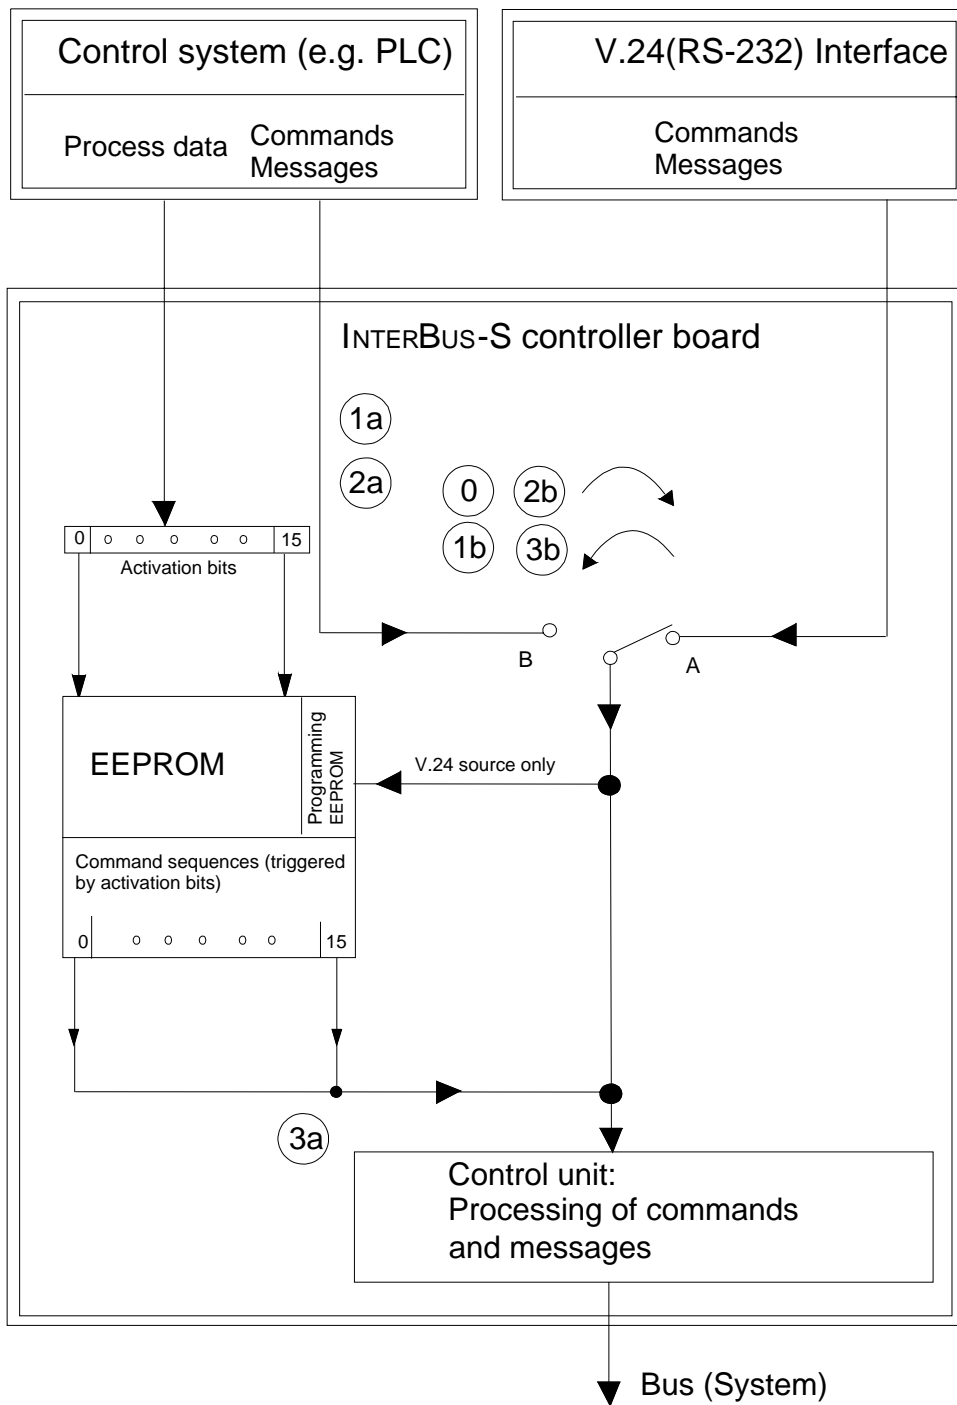 Control system (e.g. PLC)
Process data
Commands
Messages
V.24(RS-232) Interface
Commands
Messages
INTERBUS-S controller board
1a
2a
0
2b
1b
3b
0 o o o o o 15
Activation bits
B
A
EEPROM
Programming
EEPROM
V.24 source only
Command sequences (triggered
by activation bits)
0 o o o o o 15
3a
Control unit:
Processing of commands
and messages
Bus (System)